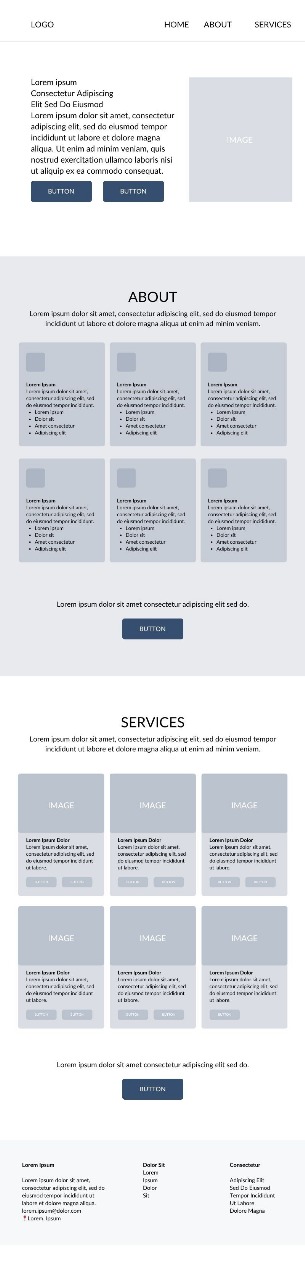 LOGO HOME ABOUT SERVICES
Lorem ipsum
Consectetur Adipiscing
Elit Sed Do Eiusmod
Lorem ipsum dolor sit amet, consectetur
adipiscing elit, sed do eiusmod tempor
incididunt ut labore et dolore magna
aliqua. Ut enim ad minim veniam, quis
nostrud exercitation ullamco laboris nisi
ut aliquip ex ea commodo consequat.
IMAGE
BUTTON BUTTON
ABOUT
Lorem ipsum dolor sit amet, consectetur adipiscing elit, sed do eiusmod tempor
incididunt ut labore et dolore magna aliqua. Ut enim ad minim veniam.
Lorem Ipsum
Lorem ipsum dolor sit amet,
consectetur adipiscing elit, sed
do eiusmod tempor incididunt.
• Lorem ipsum
• Dolor sit
• Amet consectetur
• Adipiscing elit
Lorem Ipsum
Lorem ipsum dolor sit amet,
consectetur adipiscing elit, sed
do eiusmod tempor incididunt.
• Lorem ipsum
• Dolor sit
• Amet consectetur
• Adipiscing elit
Lorem Ipsum
Lorem ipsum dolor sit amet,
consectetur adipiscing elit, sed
do eiusmod tempor incididunt.
• Lorem ipsum
• Dolor sit
• Amet consectetur
• Adipiscing elit
Lorem Ipsum
Lorem ipsum dolor sit amet,
consectetur adipiscing elit, sed
do eiusmod tempor incididunt.
• Lorem ipsum
• Dolor sit
• Amet consectetur
• Adipiscing elit
Lorem Ipsum
Lorem ipsum dolor sit amet,
consectetur adipiscing elit, sed
do eiusmod tempor incididunt.
• Lorem ipsum
• Dolor sit
• Amet consectetur
• Adipiscing elit
Lorem Ipsum
Lorem ipsum dolor sit amet,
consectetur adipiscing elit, sed
do eiusmod tempor incididunt.
• Lorem ipsum
• Dolor sit
• Amet consectetur
• Adipiscing elit
Lorem ipsum dolor sit amet consectetur adipiscing elit sed do.
BUTTON
SERVICES
Lorem ipsum dolor sit amet, consectetur adipiscing elit, sed do eiusmod tempor
incididunt ut labore et dolore magna aliqua. Ut enim ad minim veniam.
IMAGE
Lorem Ipsum Dolor
Lorem ipsum dolor sit amet,
consectetur adipiscing elit, sed
do eiusmod tempor incididunt
ut labore.
BUTTON BUTTON
IMAGE
Lorem Ipsum Dolor
Lorem ipsum dolor sit amet,
consectetur adipiscing elit, sed
do eiusmod tempor incididunt
ut labore.
BUTTON BUTTON
IMAGE
Lorem Ipsum Dolor
Lorem ipsum dolor sit amet,
consectetur adipiscing elit, sed
do eiusmod tempor incididunt
ut labore.
BUTTON BUTTON
IMAGE
Lorem Ipsum Dolor
Lorem ipsum dolor sit amet,
consectetur adipiscing elit, sed
do eiusmod tempor incididunt
ut labore.
BUTTON BUTTON
IMAGE
Lorem Ipsum Dolor
Lorem ipsum dolor sit amet,
consectetur adipiscing elit, sed
do eiusmod tempor incididunt
ut labore.
BUTTON BUTTON
IMAGE
Lorem Ipsum Dolor
Lorem ipsum dolor sit amet,
consectetur adipiscing elit, sed
do eiusmod tempor incididunt
ut labore.
BUTTON
Lorem ipsum dolor sit amet consectetur adipiscing elit sed do.
BUTTON
Lorem Ipsum
Lorem ipsum dolor sit amet, consectetur
adipiscing elit, sed do
eiusmod tempor incididunt ut
labore et dolore magna aliqua.
lorem.ipsum@dolor.com
📍Lorem Ipsum
Dolor Sit
Lorem
Ipsum
Dolor
Sit
Consectetur
Adipiscing Elit
Sed Do Eiusmod
Tempor Incididunt
Ut Labore
Dolore Magna